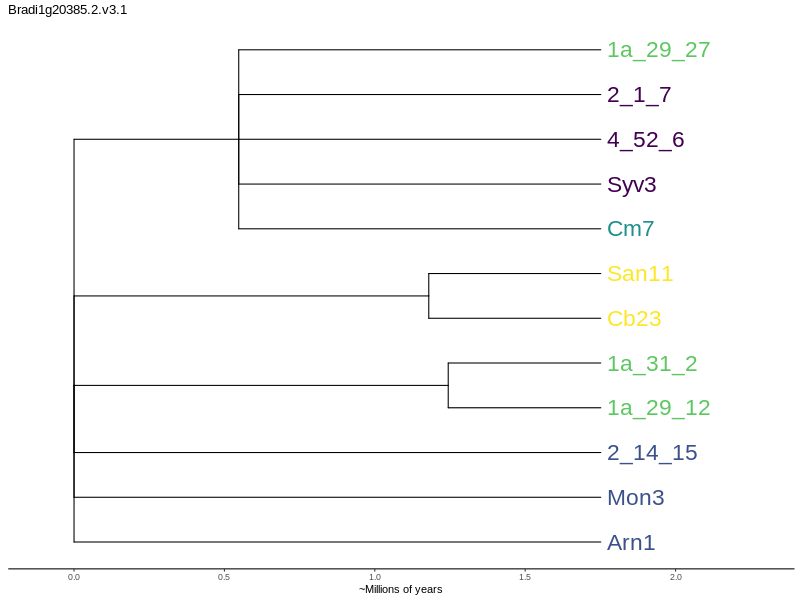 Bradi1g20385.2.v3.1
1a_29_27
2_1_7
4_52_6
Syv3
Cm7
San11
Cb23
1a_31_2
1a_29_12
2_14_15
Mon3
Arn1
0.0 0.5 1.0 1.5 2.0
~Millions of years